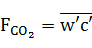 F_CO₂ = \overline{w'c'}